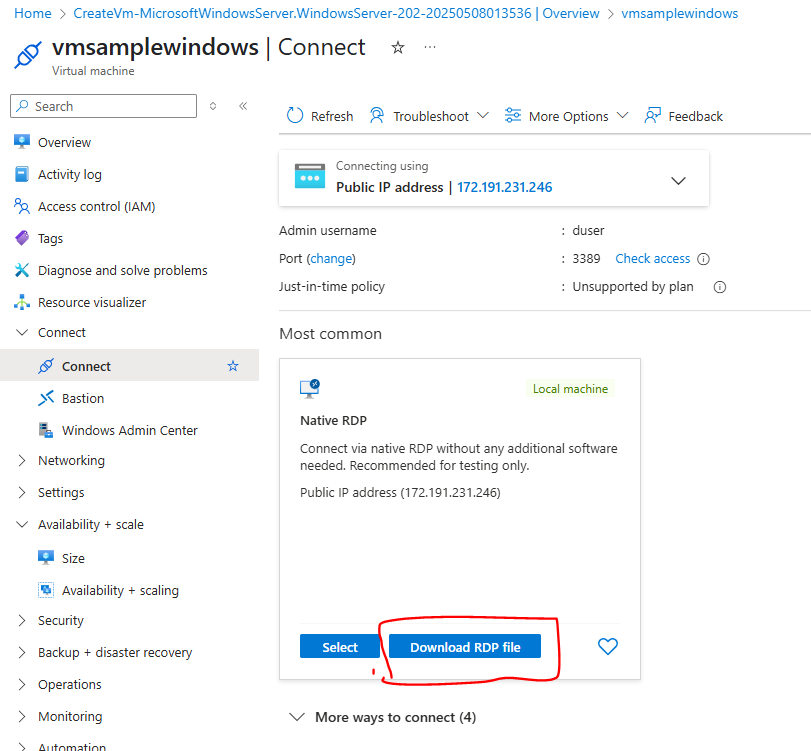 Home > CreateVm-MicrosoftWindowsServer.WindowsServer-202-20250508013536 | Overview > vmsamplewindows
vmsamplewindows | Connect
Virtual machine
Search
Overview
Activity log
Access control (IAM)
Tags
Diagnose and solve problems
Resource visualizer
Connect
Connect
Bastion
Windows Admin Center
Networking
Settings
Availability + scale
Size
Availability + scaling
Security
Backup + disaster recovery
Operations
Monitoring
Automation
Refresh Troubleshoot More Options Feedback
Connecting using
Public IP address | 172.191.231.246
Admin username : duser
Port (change) : 3389 Check access
Just-in-time policy : Unsupported by plan
Most common
Local machine
Native RDP
Connect via native RDP without any additional software
needed. Recommended for testing only.
Public IP address (172.191.231.246)
Select Download RDP file
More ways to connect (4)